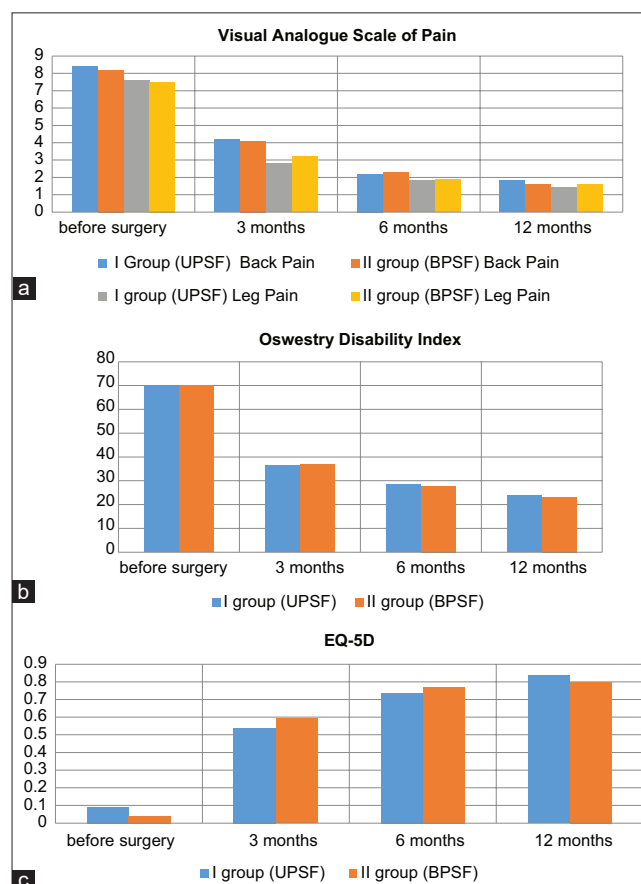 Visual Analogue Scale of Pain
9
8
7
6
5
4
3
2
1
0
before surgery 3 months 6 months 12 months
I Group (UPSF) Back Pain II group (BPSF) Back Pain
I group (UPSF) Leg Pain II group (BPSF) Leg Pain
a
Oswestry Disability Index
80
70
60
50
40
30
20
10
0
before surgery 3 months 6 months 12 months
I group (UPSF) II group (BPSF)
b
EQ-5D
0.9
0.8
0.7
0.6
0.5
0.4
0.3
0.2
0.1
0
before surgery 3 months 6 months 12 months
I group (UPSF) II group (BPSF)
c